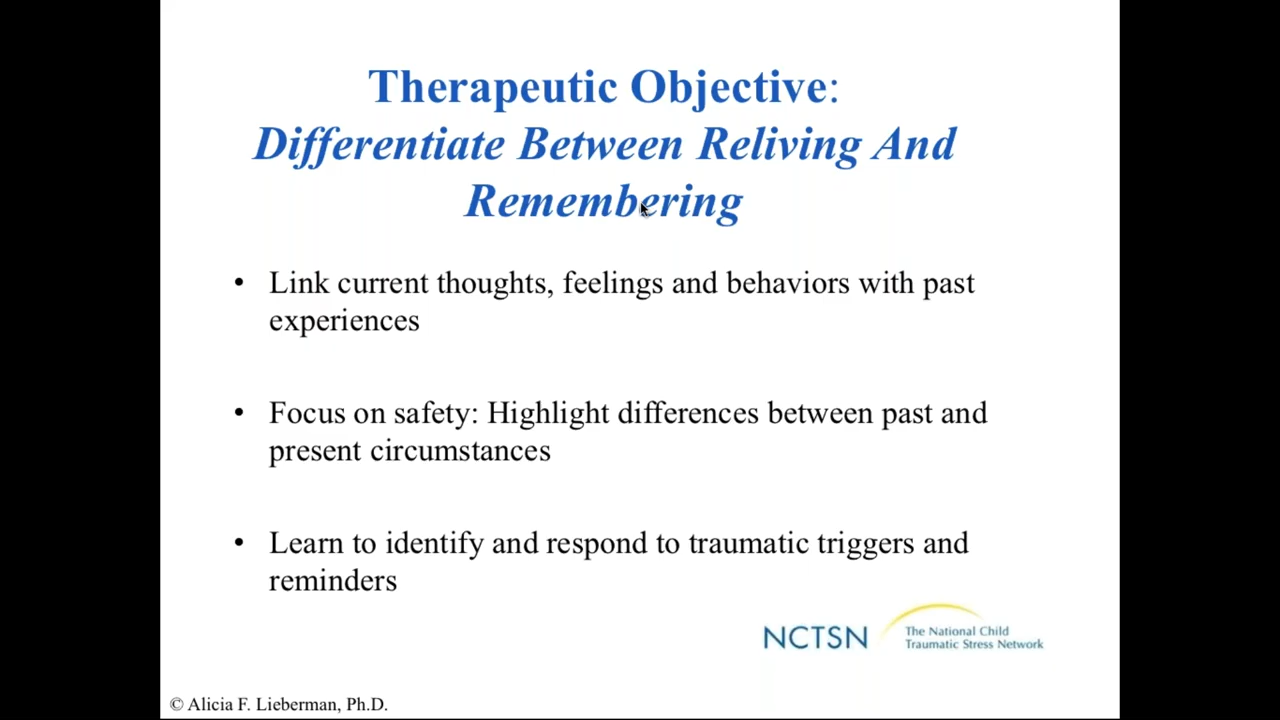 Therapeutic Objective:
Differentiate Between Reliving And
Remembering
• Link current thoughts, feelings and behaviors with past
experiences
• Focus on safety: Highlight differences between past and
present circumstances
• Learn to identify and respond to traumatic triggers and
reminders
NCTSN
The National Child
Traumatic Stress Network
© Alicia F. Lieberman, Ph.D.